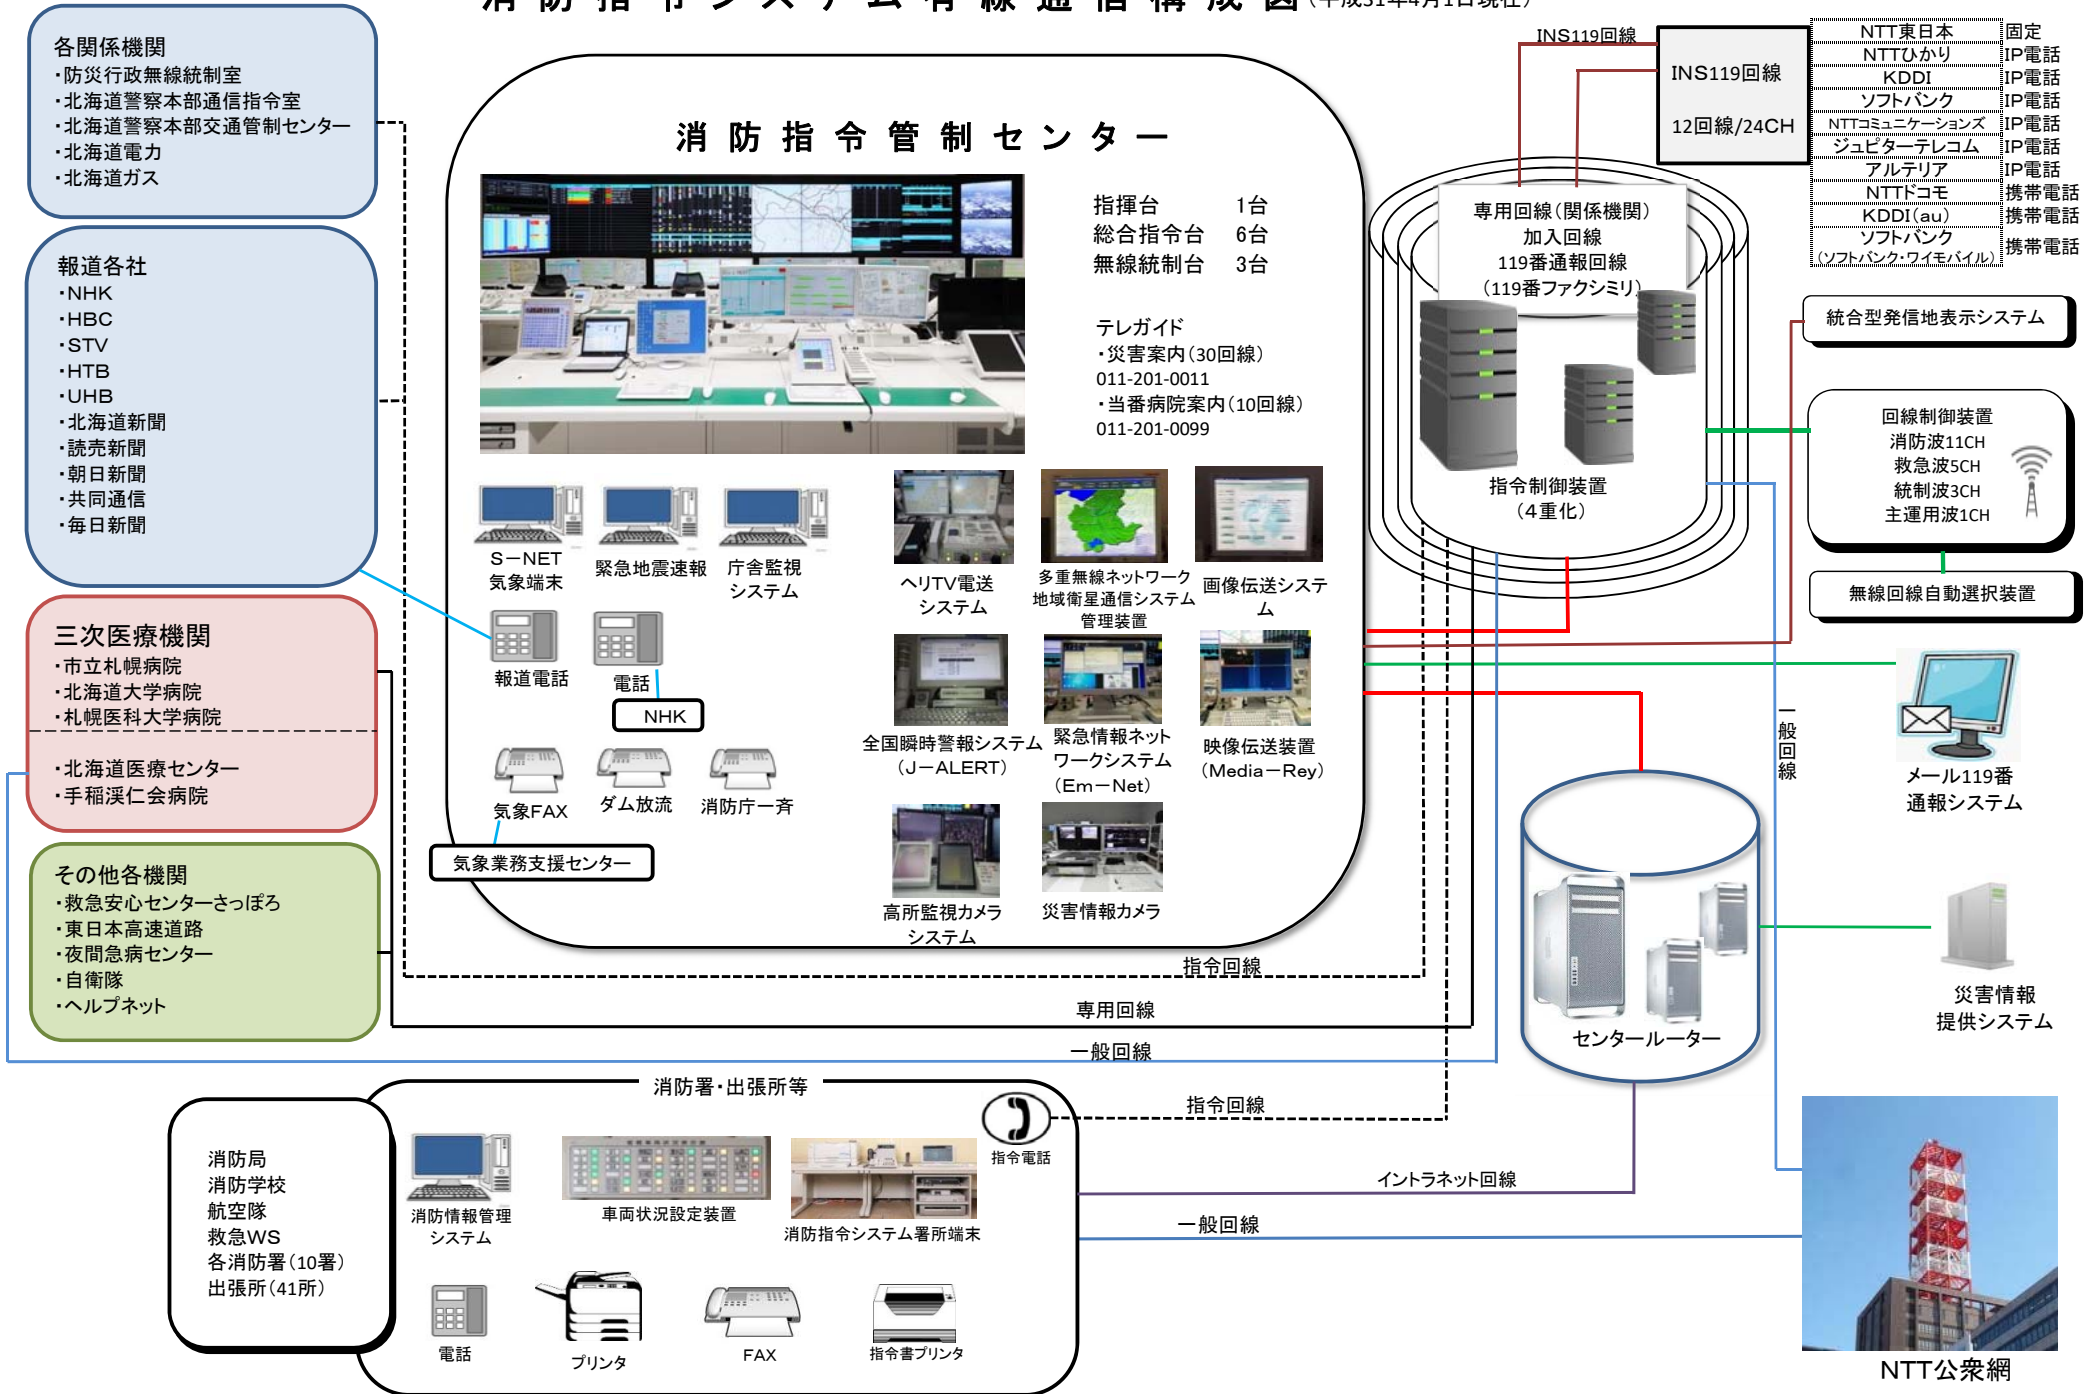 消防指令システム有線通信構成図(平成31年4月1日現在)
各関係機関
・防災行政無線統制室
・北海道警察本部通信指令室
・北海道警察本部交通管制センター
・北海道電力
・北海道ガス
報道各社
・NHK
・HBC
・STV
・HTB
・UHB
・北海道新聞
・読売新聞
・朝日新聞
・共同通信
・毎日新聞
三次医療機関
・市立札幌病院
・北海道大学病院
・札幌医科大学病院
・北海道医療センター
・手稲渓仁会病院
その他各機関
・救急安心センターさっぽろ
・東日本高速道路
・夜間急病センター
・自衛隊
・ヘルプネット
消防指令管制センター
指揮台 1台
総合指令台 6台
無線統制台 3台
テレガイド
・災害案内(30回線)
011-201-0011
・当番病院案内(10回線)
011-201-0099
S-NET
気象端末
緊急地震速報
庁舎監視
システム
ヘリTV電送
システム
多重無線ネットワーク
地域衛星通信システム
管理装置
画像伝送システ
ム
報道電話
電話
NHK
全国瞬時警報システム
(J-ALERT)
緊急情報ネット
ワークシステム
(Em-Net)
映像伝送装置
(Media-Rey)
気象FAX
ダム放流
消防庁一斉
気象業務支援センター
高所監視カメラ
システム
災害情報カメラ
INS119回線
INS119回線
12回線/24CH
NTT東日本 固定
NTTひかり IP電話
KDDI IP電話
ソフトバンク IP電話
NTTコミュニケーションズ IP電話
ジュピターテレコム IP電話
アルテリア IP電話
NTTドコモ 携帯電話
KDDI(au) 携帯電話
ソフトバンク
(ソフトバンク・ワイモバイル) 携帯電話
専用回線(関係機関)
加入回線
119番通報回線
(119番ファクシミリ)
指令制御装置
(4重化)
統合型発信地表示システム
回線制御装置
消防波11CH
救急波5CH
統制波3CH
主運用波1CH
無線回線自動選択装置
一般回線
メール119番
通報システム
センタールーター
災害情報
提供システム
指令回線
専用回線
一般回線
指令回線
イントラネット回線
一般回線
消防署・出張所等
消防局
消防学校
航空隊
救急WS
各消防署(10署)
出張所(41所)
消防情報管理
システム
車両状況設定装置
消防指令システム署所端末
指令電話
電話
プリンタ
FAX
指令書プリンタ
NTT公衆網